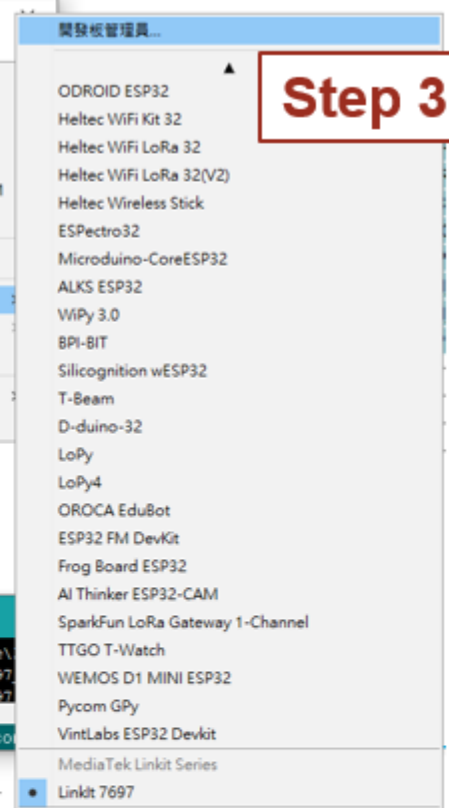 開發板管理員...
Step 3
ODROID ESP32
Heltec WiFi Kit 32
Heltec WiFi LoRa 32
Heltec WiFi LoRa 32(V2)
Heltec Wireless Stick
ESPectro32
Microduino-CoreESP32
ALKS ESP32
WiPy 3.0
BPI-BIT
Silicognition wESP32
T-Beam
D-duino-32
LoPy
LoPy4
OROCA EduBot
ESP32 FM DevKit
Frog Board ESP32
AI Thinker ESP32-CAM
SparkFun LoRa Gateway 1-Channel
TTGO T-Watch
WEMOS D1 MINI ESP32
Pycom GPy
VintLabs ESP32 Devkit
MediaTek Linkit Series
LinkIt 7697